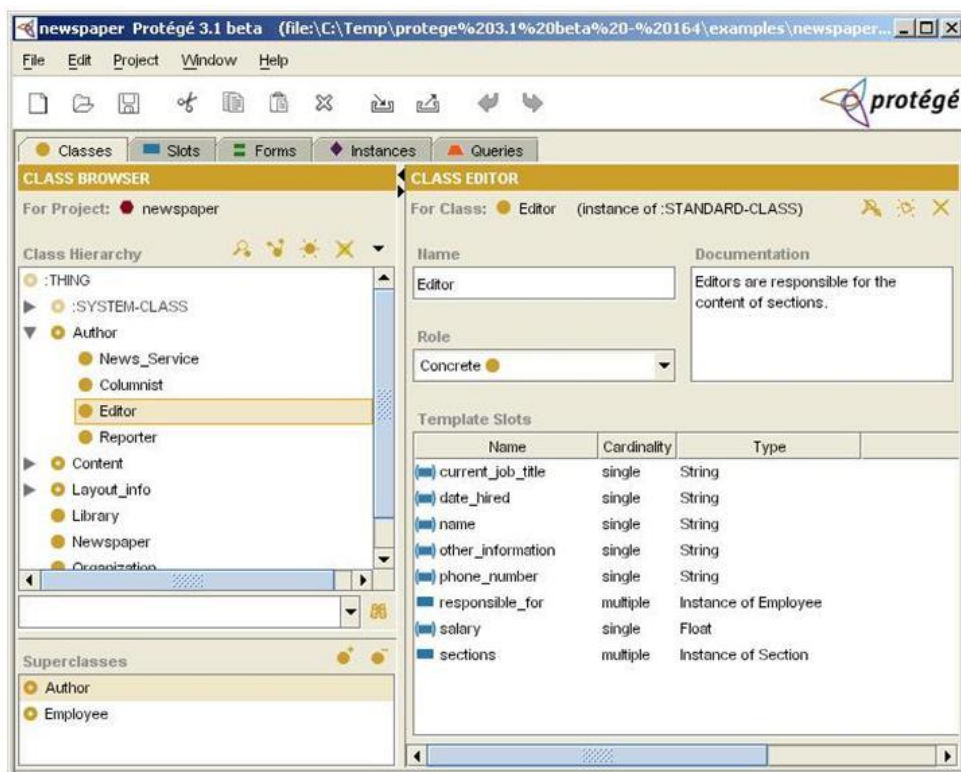 newspaper Protégé 3.1 beta (file:\C:\Temp\protege%203.1%20beta%20-%20164\examples\newspaper...
File Edit Project Window Help
protégé
Classes Slots Forms Instances Queries
CLASS BROWSER
For Project: newspaper
Class Hierarchy
:THING
:SYSTEM-CLASS
Author
News_Service
Columnist
Editor
Reporter
Content
Layout_info
Library
Newspaper
Organization
Superclasses
Author
Employee
CLASS EDITOR
For Class: Editor (instance of :STANDARD-CLASS)
Name
Editor
Documentation
Editors are responsible for the
content of sections.
Role
Concrete
Template Slots
Name Cardinality Type
current_job_title single String
date_hired single String
name single String
other_information single String
phone_number single String
responsible_for multiple Instance of Employee
salary single Float
sections multiple Instance of Section